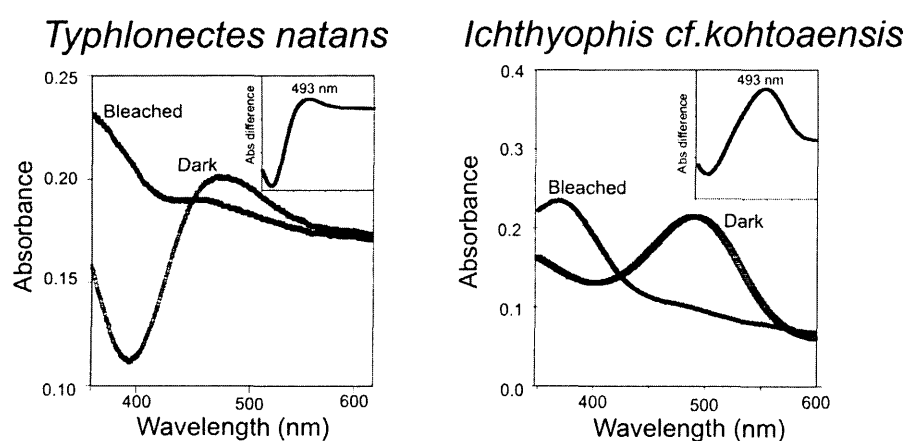 Typhlonectes natans
0.25
0.20
0.15
0.10
Absorbance
Bleached
Dark
493 nm
Abs difference
400
500
600
Wavelength (nm)
Ichthyophis cf.kohtoaensis
0.4
0.3
0.2
0.1
0.0
Absorbance
Bleached
Dark
493 nm
Abs difference
400
500
600
Wavelength (nm)